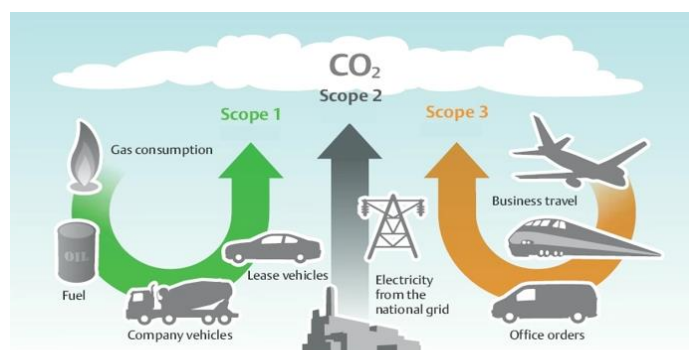 CO₂
Scope 2
Scope 1
Scope 3
Gas consumption
Business travel
OIL
Lease vehicles
Electricity
from the
national grid
Fuel
Company vehicles
Office orders